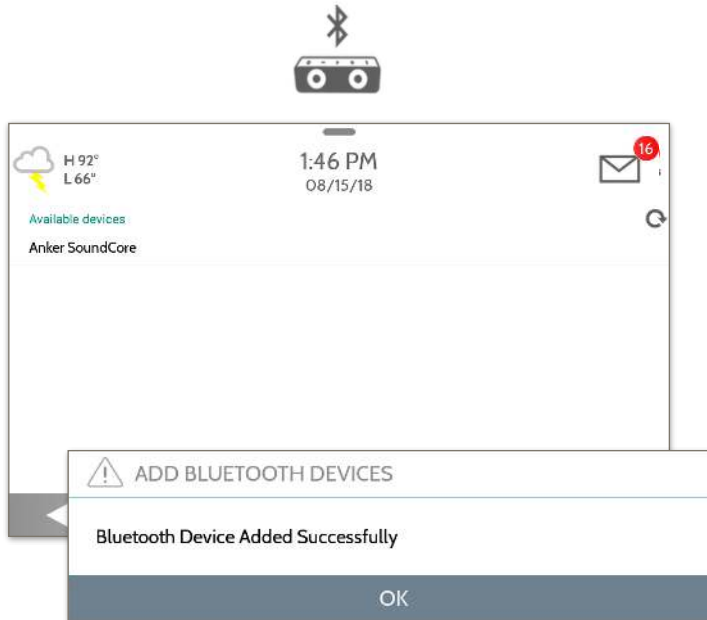 H 92°
L 66°
1:46 PM
08/15/18
16
Available devices
Anker SoundCore
ADD BLUETOOTH DEVICES
Bluetooth Device Added Successfully
OK